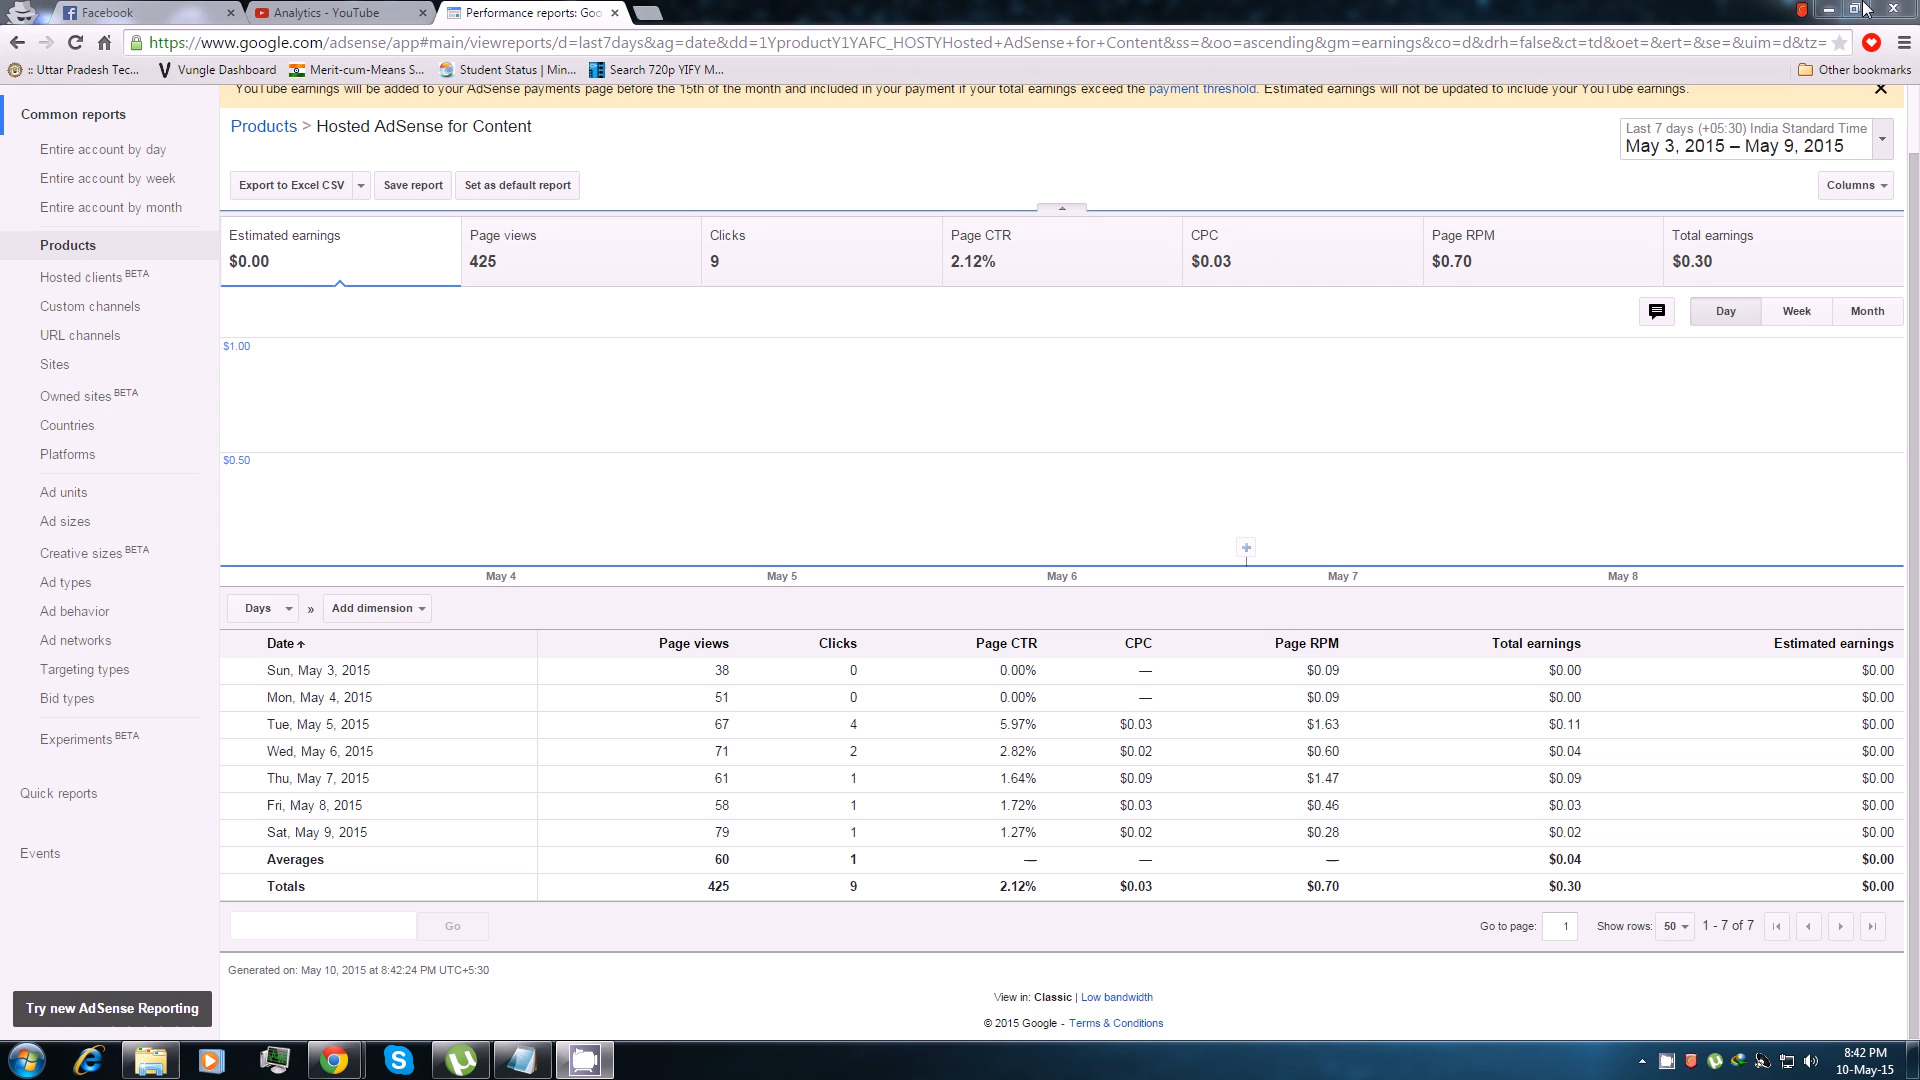 Facebook
Analytics - YouTube
Performance reports: Goo
https://www.google.com/adsense/app#main/viewreports/d=last7days&ag=date&dd=1YproductY1YAFC_HOSTYHosted+AdSense+for+Content&ss=&oo=ascending&gm=earnings&co=d&drh=false&ct=td&oet=&ert=&se=&uim=d&tz=
:: Uttar Pradesh Tec...
Vungle Dashboard
Merit-cum-Means S...
Student Status | Min...
Search 720p YIFY M...
Other bookmarks
YouTube earnings will be added to your AdSense payments page before the 15th of the month and included in your payment if your total earnings exceed the payment threshold. Estimated earnings will not be updated to include your YouTube earnings.
Common reports
Entire account by day
Entire account by week
Entire account by month
Products
Hosted clients BETA
Custom channels
URL channels
Sites
Owned sites BETA
Countries
Platforms
Ad units
Ad sizes
Creative sizes BETA
Ad types
Ad behavior
Ad networks
Targeting types
Bid types
Experiments BETA
Quick reports
Events
Try new AdSense Reporting
Products > Hosted AdSense for Content
Last 7 days (+05:30) India Standard Time
May 3, 2015 – May 9, 2015
Export to Excel CSV
Save report
Set as default report
Columns
Estimated earnings
$0.00
Page views
425
Clicks
9
Page CTR
2.12%
CPC
$0.03
Page RPM
$0.70
Total earnings
$0.30
Day Week Month
$1.00
$0.50
May 4 May 5 May 6 May 7 May 8
Days » Add dimension
Date Page views Clicks Page CTR CPC Page RPM Total earnings Estimated earnings
Sun, May 3, 2015 38 0 0.00% — $0.09 $0.00 $0.00
Mon, May 4, 2015 51 0 0.00% — $0.09 $0.00 $0.00
Tue, May 5, 2015 67 4 5.97% $0.03 $1.63 $0.11 $0.00
Wed, May 6, 2015 71 2 2.82% $0.02 $0.60 $0.04 $0.00
Thu, May 7, 2015 61 1 1.64% $0.09 $1.47 $0.09 $0.00
Fri, May 8, 2015 58 1 1.72% $0.03 $0.46 $0.03 $0.00
Sat, May 9, 2015 79 1 1.27% $0.02 $0.28 $0.02 $0.00
Averages 60 1 — — — $0.04 $0.00
Totals 425 9 2.12% $0.03 $0.70 $0.30 $0.00
Go
Go to page: 1 Show rows: 50 1 - 7 of 7
Generated on: May 10, 2015 at 8:42:24 PM UTC+5:30
View in: Classic | Low bandwidth
© 2015 Google - Terms & Conditions
8:42 PM
10-May-15